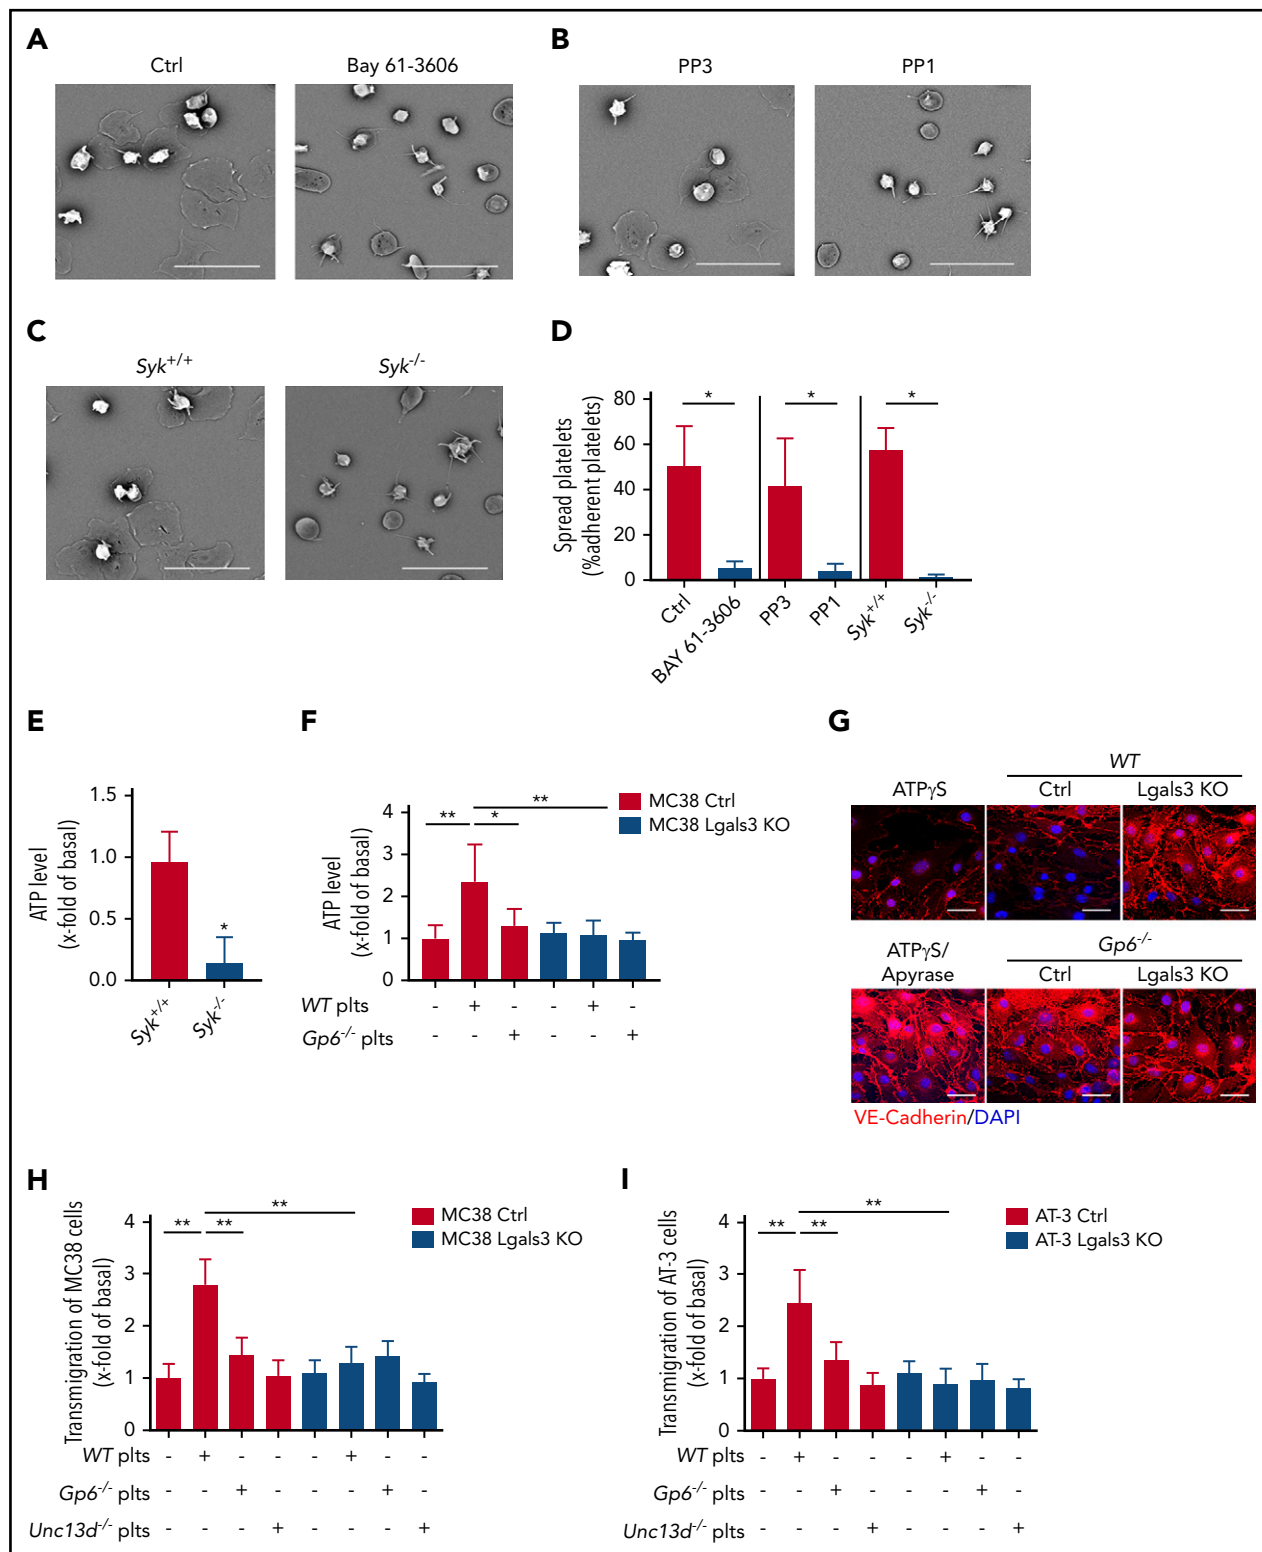 A
Ctrl
Bay 61-3606
B
PP3
PP1
C
Syk+/+
Syk-/-
D
Spread platelets
(%adherent platelets)
80
60
40
20
0
*
*
*
Ctrl
BAY 61-3606
PP3
PP1
Syk+/+
Syk-/-
E
ATP level
(x-fold of basal)
1.5
1.0
0.5
0.0
*
Syk+/+
Syk-/-
F
MC38 Ctrl
MC38 Lgals3 KO
ATP level
(x-fold of basal)
4
3
2
1
0
**
*
**
WT plts - + - - + -
Gp6-/- plts - - + - - +
G
WT
ATPγS
Ctrl
Lgals3 KO
Gp6-/-
ATPγS/
Apyrase
Ctrl
Lgals3 KO
VE-Cadherin/DAPI
H
MC38 Ctrl
MC38 Lgals3 KO
Transmigration of MC38 cells
(x-fold of basal)
4
3
2
1
0
**
**
**
WT plts - + - - - + - -
Gp6-/- plts - - + - - - + -
Unc13d-/- plts - - - + - - - +
I
AT-3 Ctrl
AT-3 Lgals3 KO
Transmigration of AT-3 cells
(x-fold of basal)
4
3
2
1
0
**
**
**
WT plts - + - - - + - -
Gp6-/- plts - - + - - - + -
Unc13d-/- plts - - - + - - - +